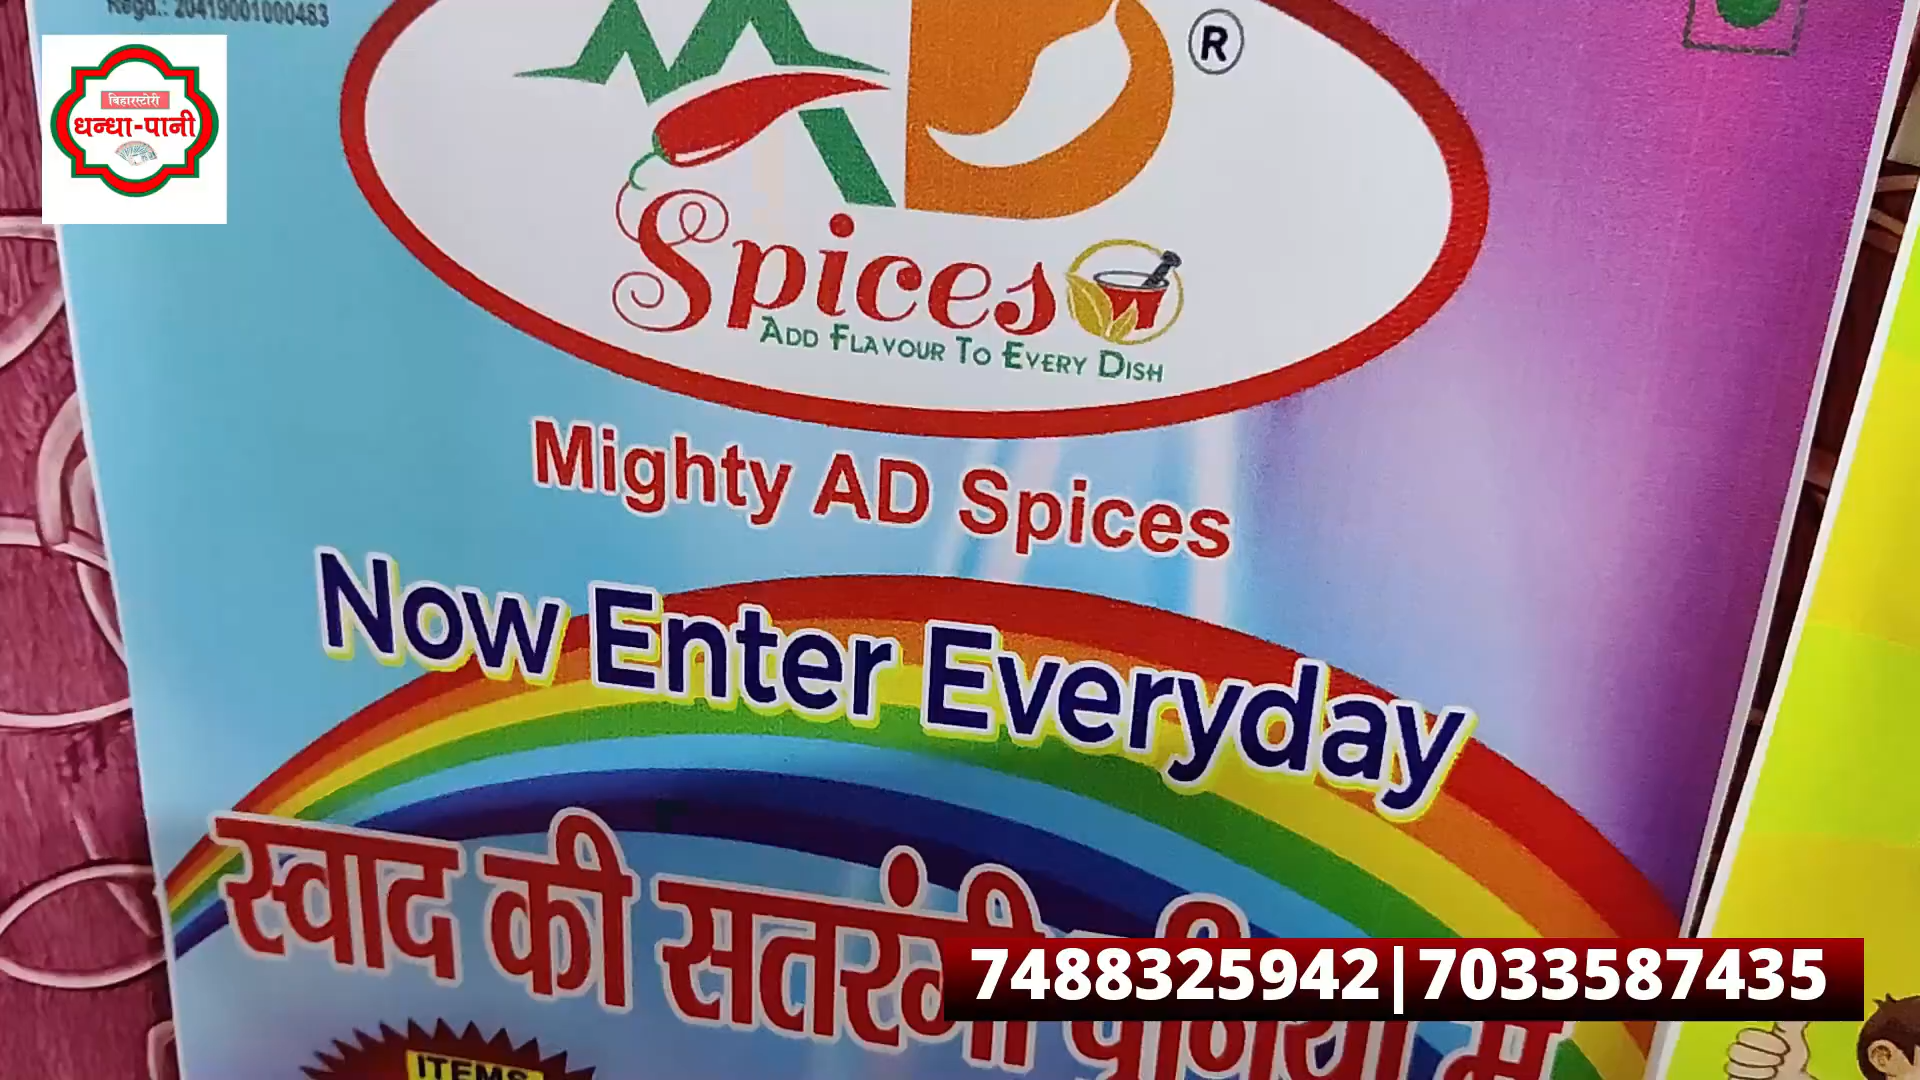 Regd.: 20419001000483
बिहारस्टोरी
धन्धा-पानी
AD
®
Spices
ADD FLAVOUR TO EVERY DISH
Mighty AD Spices
Now Enter Everyday
स्वाद की सतरंगी में
7488325942|7033587435
ITEMS